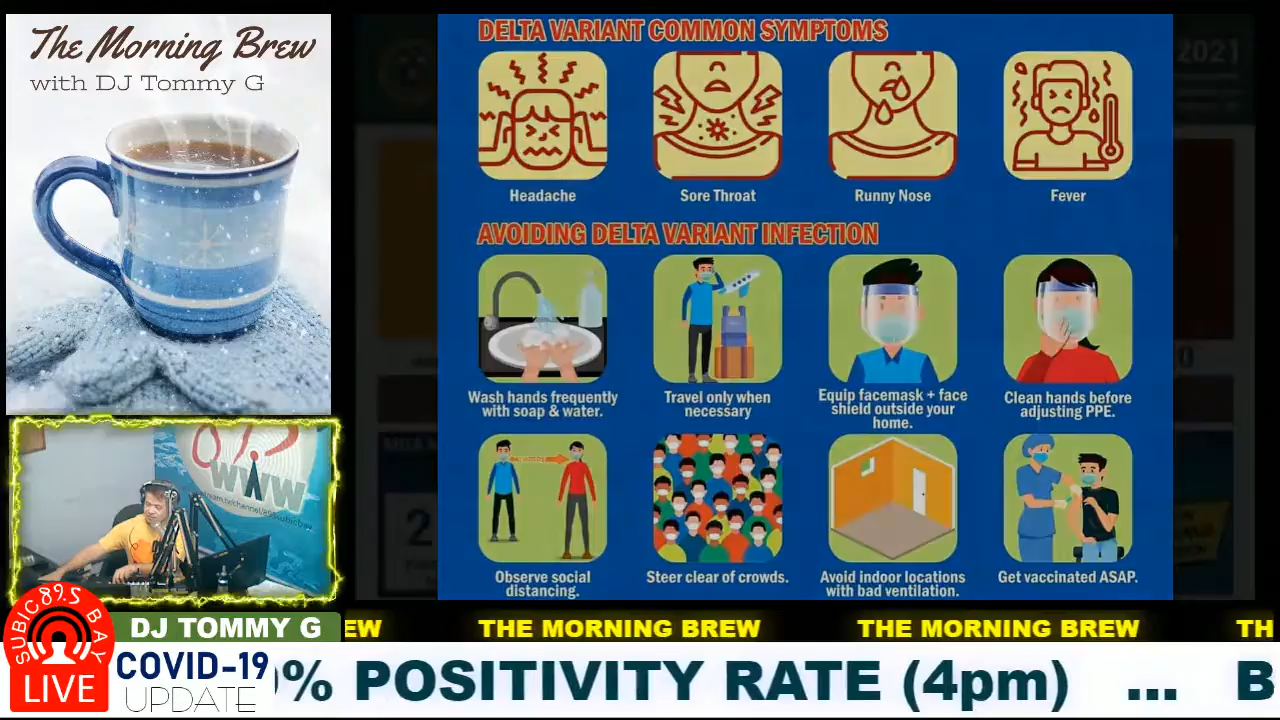 The Morning Brew
with DJ Tommy G
DELTA VARIANT COMMON SYMPTOMS
Headache
Sore Throat
Runny Nose
Fever
AVOIDING DELTA VARIANT INFECTION
Wash hands frequently
with soap & water.
Travel only when
necessary
Equip facemask + face
shield outside your
home.
Clean hands before
adjusting PPE.
Observe social
distancing.
Steer clear of crowds.
Avoid indoor locations
with bad ventilation.
Get vaccinated ASAP.
WWW
SUBIC 89.5 BAY
LIVE
DJ TOMMY G
EW THE MORNING BREW THE MORNING BREW TH
COVID-19
UPDATE
% POSITIVITY RATE (4pm) ... B